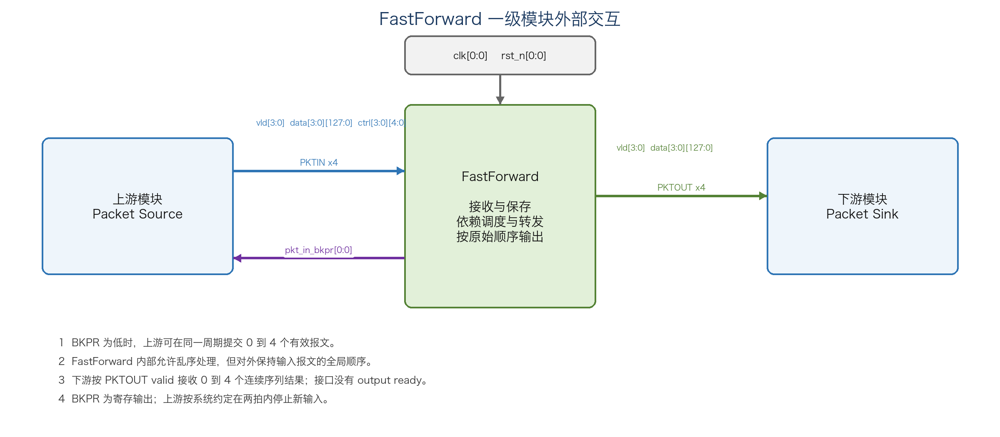 FastForward 一级模块外部交互
clk[0:0] rst_n[0:0]
vld[3:0] data[3:0][127:0] ctrl[3:0][4:0]
PKTIN x4
上游模块
Packet Source
pkt_in_bkpr[0:0]
FastForward
接收与保存
依赖调度与转发
按原始顺序输出
vld[3:0] data[3:0][127:0]
PKTOUT x4
下游模块
Packet Sink
1 BKPR 为低时，上游可在同一周期提交 0 到 4 个有效报文。
2 FastForward 内部允许乱序处理，但对外保持输入报文的全局顺序。
3 下游按 PKTOUT valid 接收 0 到 4 个连续序列结果；接口没有 output ready。
4 BKPR 为寄存输出；上游按系统约定在两拍内停止新输入。